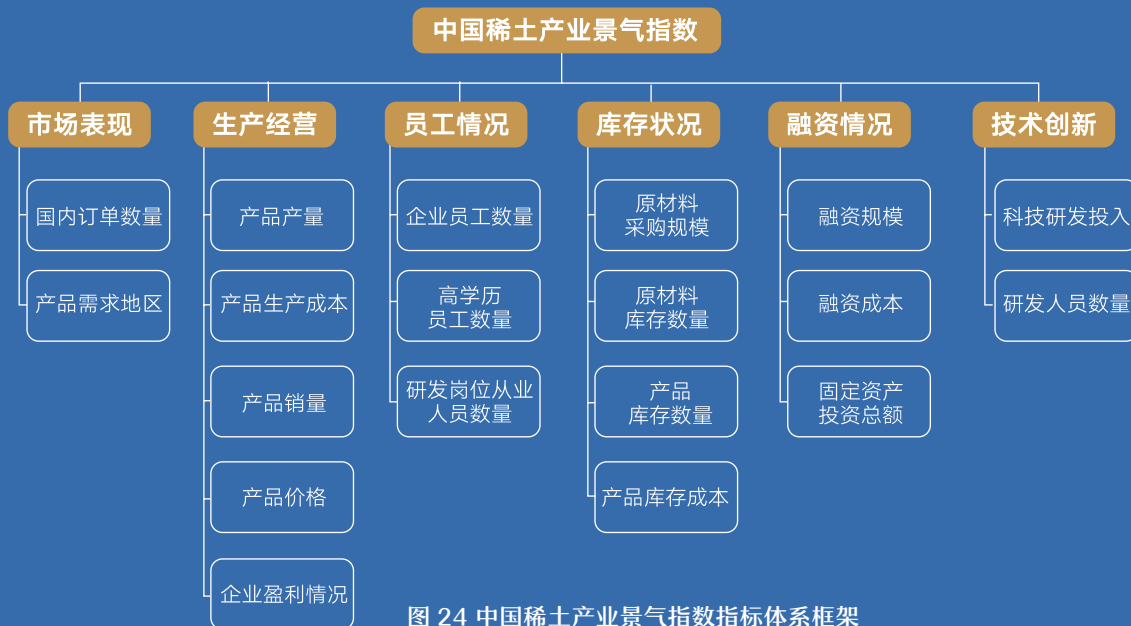 中国稀土产业景气指数
市场表现
国内订单数量
产品需求地区
生产经营
产品产量
产品生产成本
产品销量
产品价格
企业盈利情况
员工情况
企业员工数量
高学历
员工数量
研发岗位从业
人员数量
库存状况
原材料
采购规模
原材料
库存数量
产品
库存数量
产品库存成本
融资情况
融资规模
融资成本
固定资产
投资总额
技术创新
科技研发投入
研发人员数量
图 24 中国稀土产业景气指数指标体系框架